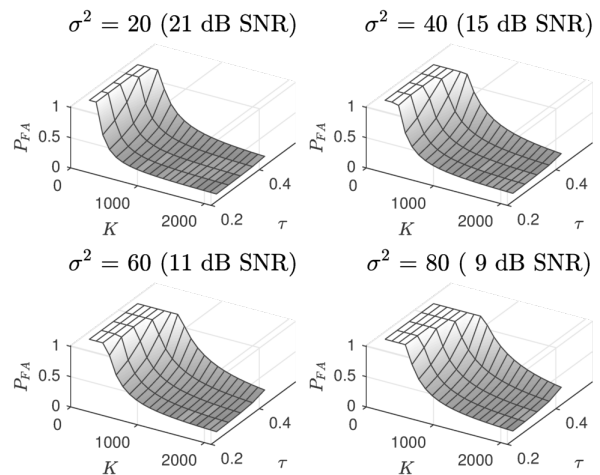 σ² = 20 (21 dB SNR)
σ² = 40 (15 dB SNR)
1
0.5
0
P_FA
0
1000
2000
K
0.2
0.4
τ
1
0.5
0
P_FA
0
1000
2000
K
0.2
0.4
τ
σ² = 60 (11 dB SNR)
σ² = 80 ( 9 dB SNR)
1
0.5
0
P_FA
0
1000
2000
K
0.2
0.4
τ
1
0.5
0
P_FA
0
1000
2000
K
0.2
0.4
τ